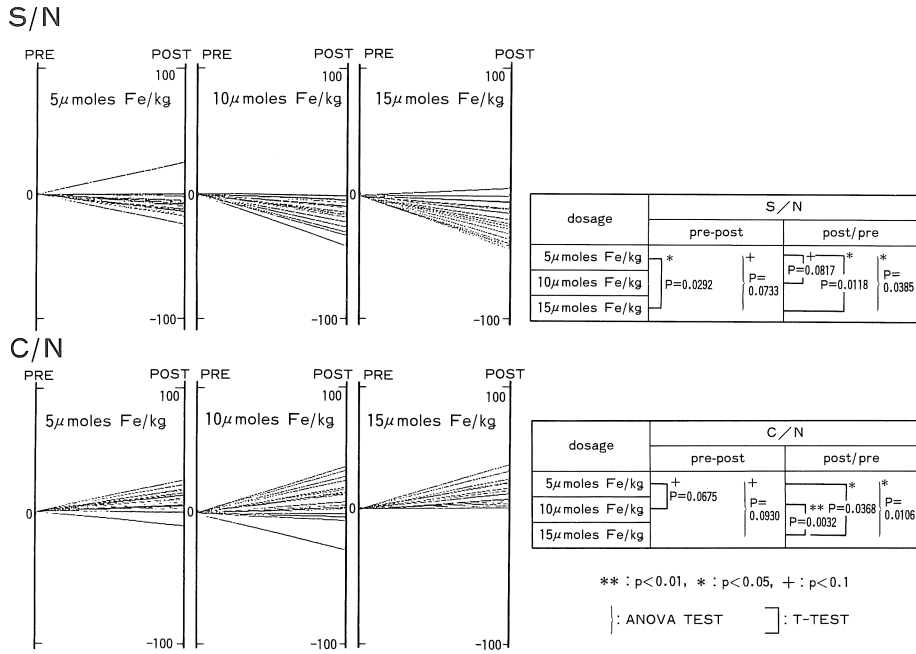 S/N
PRE POST PRE POST PRE POST
100 100 100
5μmoles Fe/kg 10μmoles Fe/kg 15μmoles Fe/kg
0 0 0
-100 -100 -100
dosage S/N
pre-post post/pre
5μmoles Fe/kg * + + * *
P=0.0817
10μmoles Fe/kg P=0.0292 P=0.0733 P=0.0118 P=0.0385
15μmoles Fe/kg
C/N
PRE POST PRE POST PRE POST
100 100 100
5μmoles Fe/kg 10μmoles Fe/kg 15μmoles Fe/kg
0 0 0
-100 -100 -100
dosage C/N
pre-post post/pre
5μmoles Fe/kg + + * *
P=0.0675
10μmoles Fe/kg P=0.0930 ** P=0.0368 P=0.0106
P=0.0032
15μmoles Fe/kg
** : p<0.01, * : p<0.05, + : p<0.1
} : ANOVA TEST ] : T-TEST